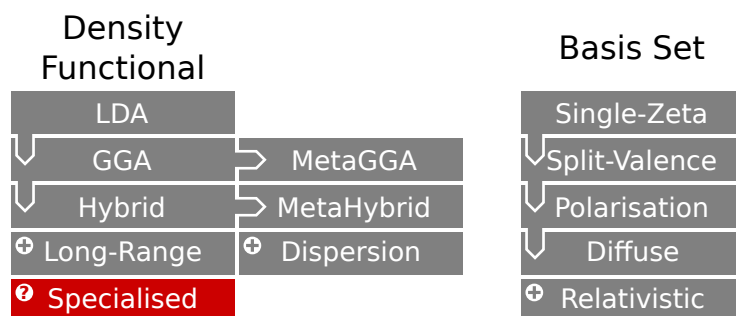 Density
Functional
Basis Set
LDA
Single-Zeta
GGA
MetaGGA
Split-Valence
Hybrid
MetaHybrid
Polarisation
+ Long-Range
+ Dispersion
Diffuse
? Specialised
+ Relativistic